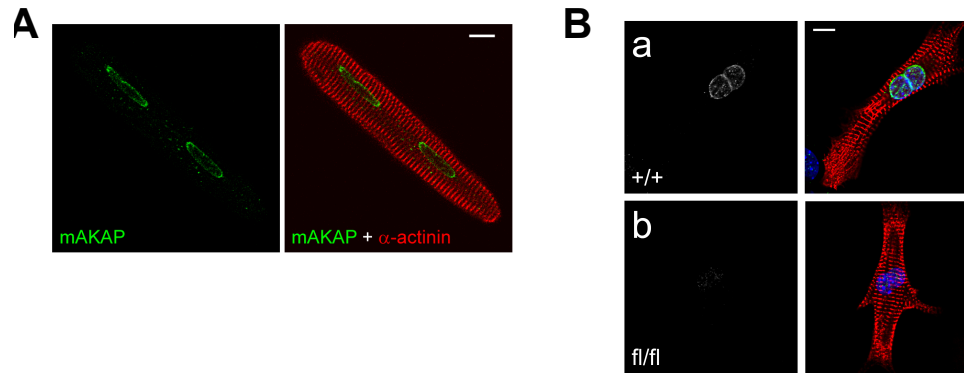 A
B
mAKAP
mAKAP + α-actinin
a
+/+
b
fl/fl